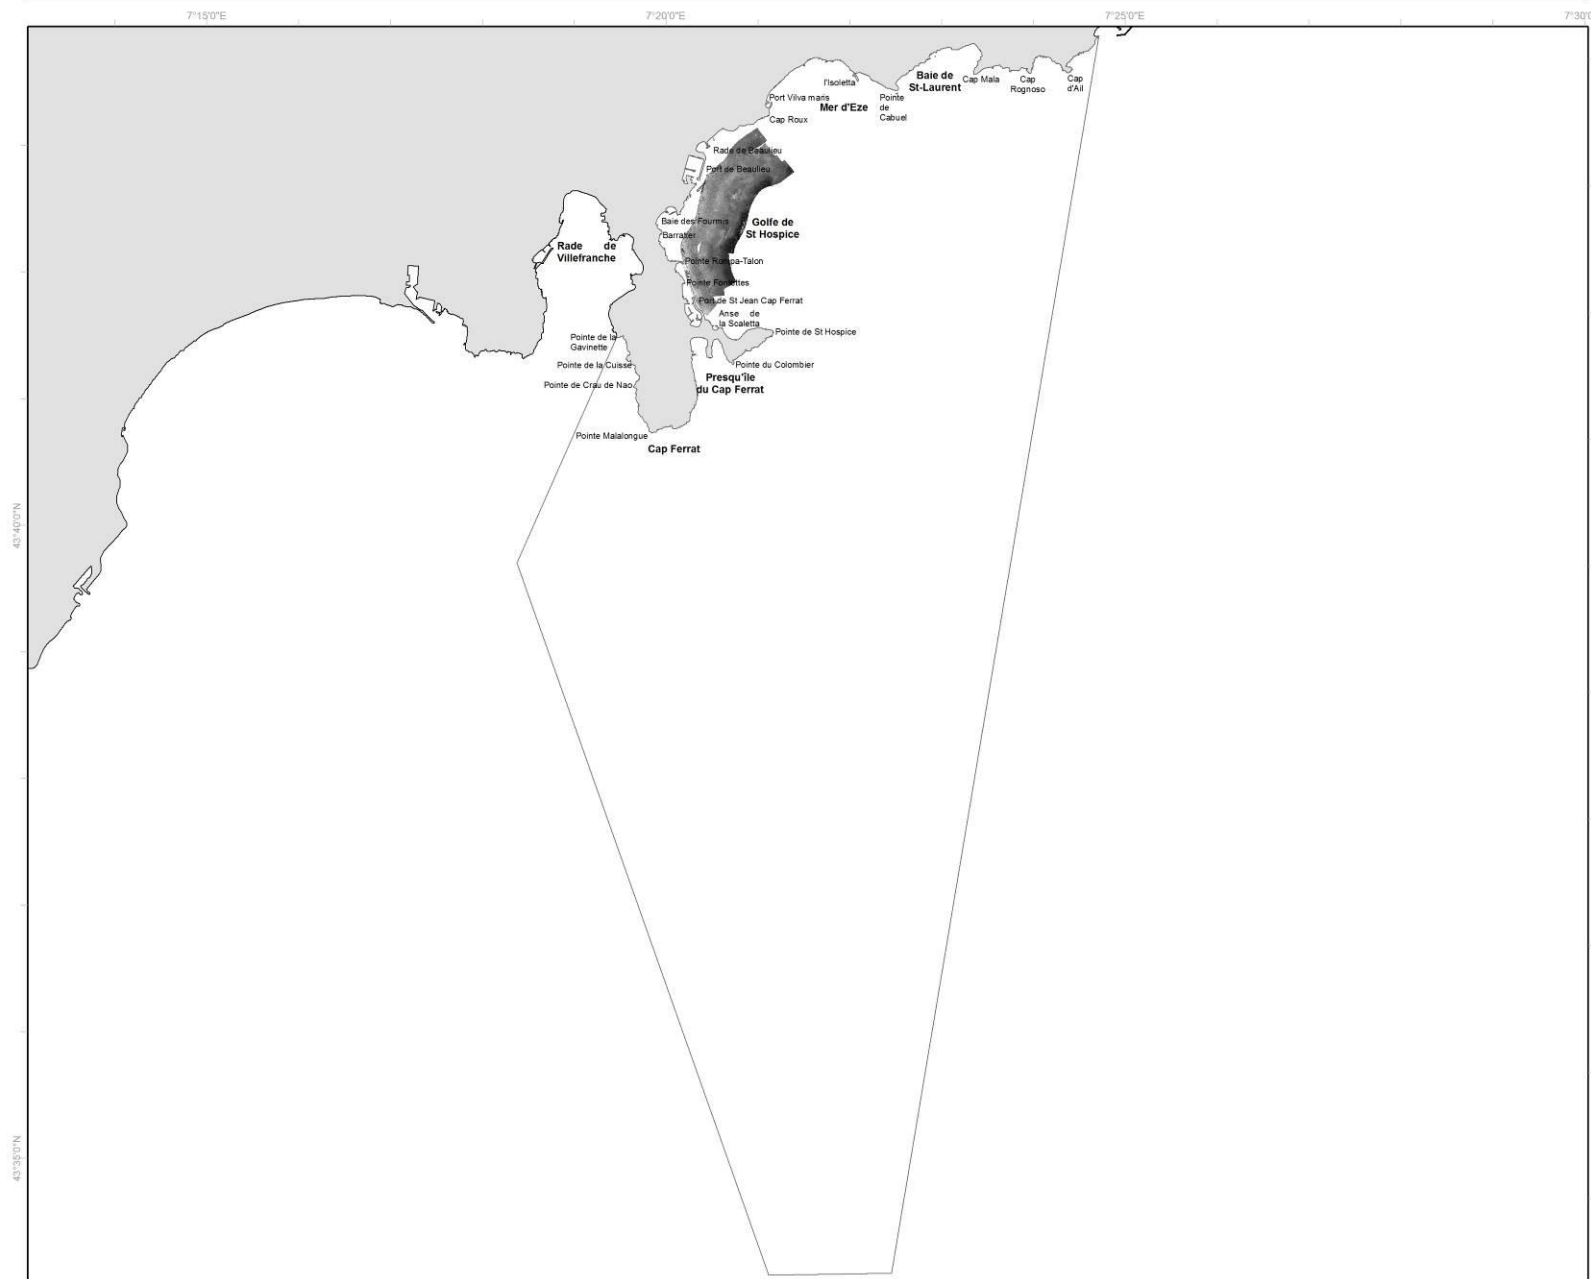 7°15'0"E
7°20'0"E
7°25'0"E
l'Isoletta
Baie de
St-Laurent
Cap Mala
Cap
Rognoso
Cap
d'Ail
Port Vilva maris
Mer d'Eze
Pointe
de
Cabuel
Cap Roux
Rade de Beaulieu
Port de Beaulieu
Baie des Fourmis
Golfe de
St Hospice
Barratier
Rade de
Villefranche
Pointe Rompa-Talon
Pointe Fontettes
Port de St Jean Cap Ferrat
Anse de
la Scaletta
Pointe de St Hospice
Pointe de la
Gavinette
Pointe de la Cuisse
Pointe du Colombier
Presqu'île
du Cap Ferrat
Pointe de Crau de Nao
Pointe Malalongue
Cap Ferrat
43°40'0"N
43°35'0"N